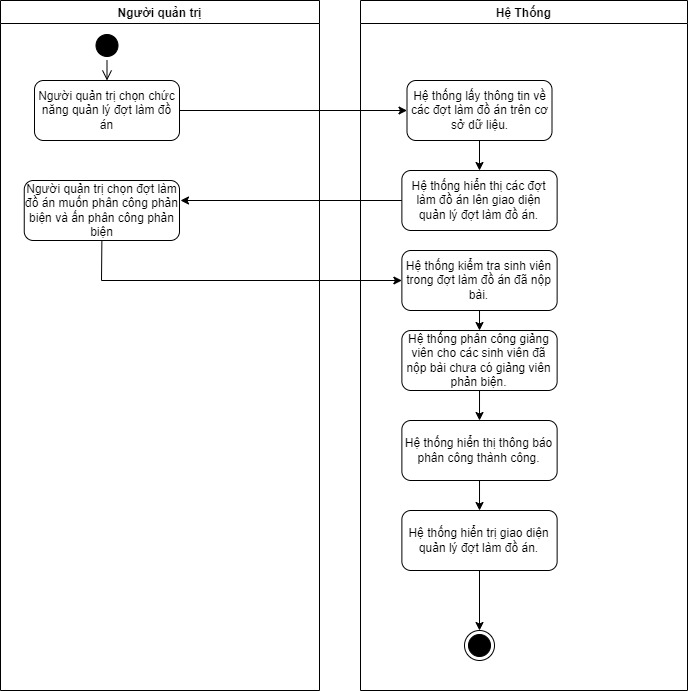 Người quản trị
Hệ Thống
Người quản trị chọn chức
năng quản lý đợt làm đồ
án
Hệ thống lấy thông tin về
các đợt làm đồ án trên cơ
sở dữ liệu.
Hệ thống hiển thị các đợt
làm đồ án lên giao diện
quản lý đợt làm đồ án.
Người quản trị chọn đợt làm
đồ án muốn phân công phản
biện và ấn phân công phản
biện
Hệ thống kiểm tra sinh viên
trong đợt làm đồ án đã nộp
bài.
Hệ thống phân công giảng
viên cho các sinh viên đã
nộp bài chưa có giảng viên
phản biện.
Hệ thống hiển thị thông báo
phân công thành công.
Hệ thống hiển trị giao diện
quản lý đợt làm đồ án.